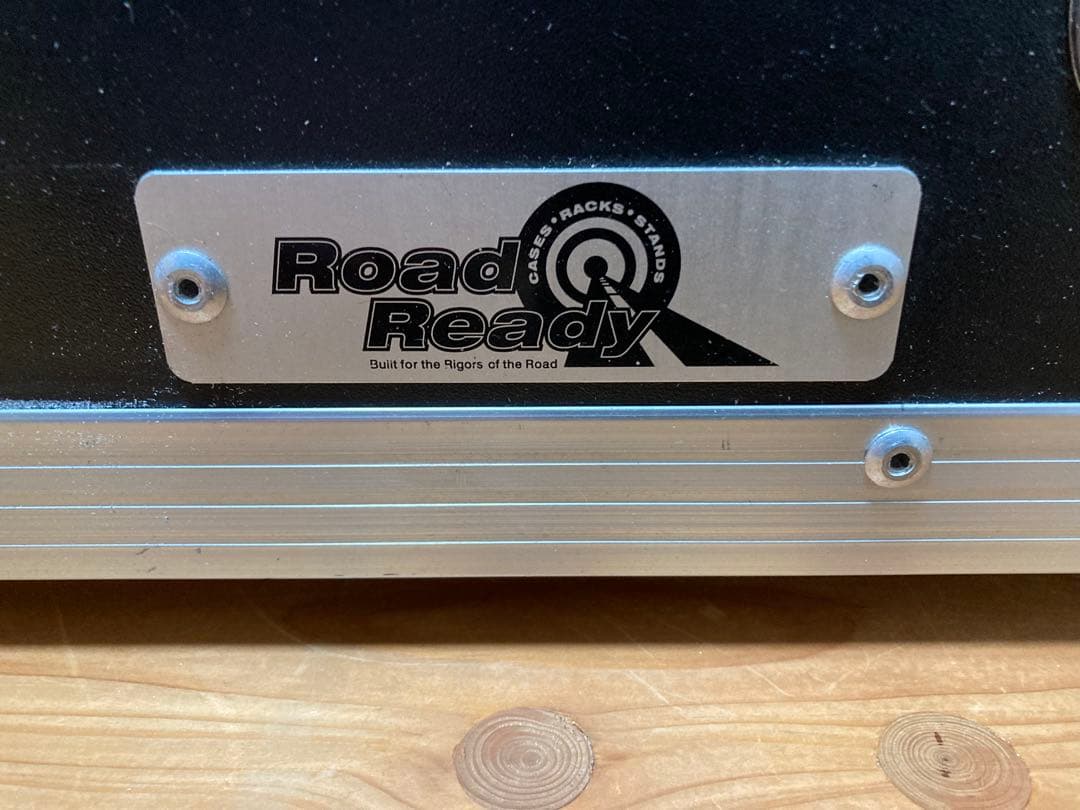 CASES • RACKS • STANDS
Road
Ready
Built for the Rigors of the Road